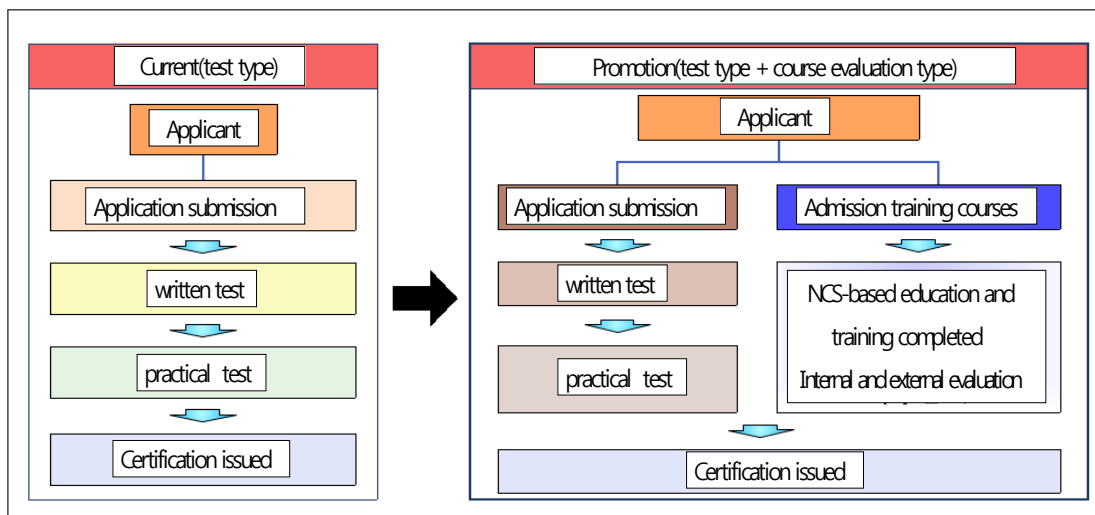 Current(test type)
Applicant
Application submission
written test
practical test
Certification issued
Promotion(test type + course evaluation type)
Applicant
Application submission
written test
practical test
Admission training courses
NCS-based education and
training completed
Internal and external evaluation
Certification issued